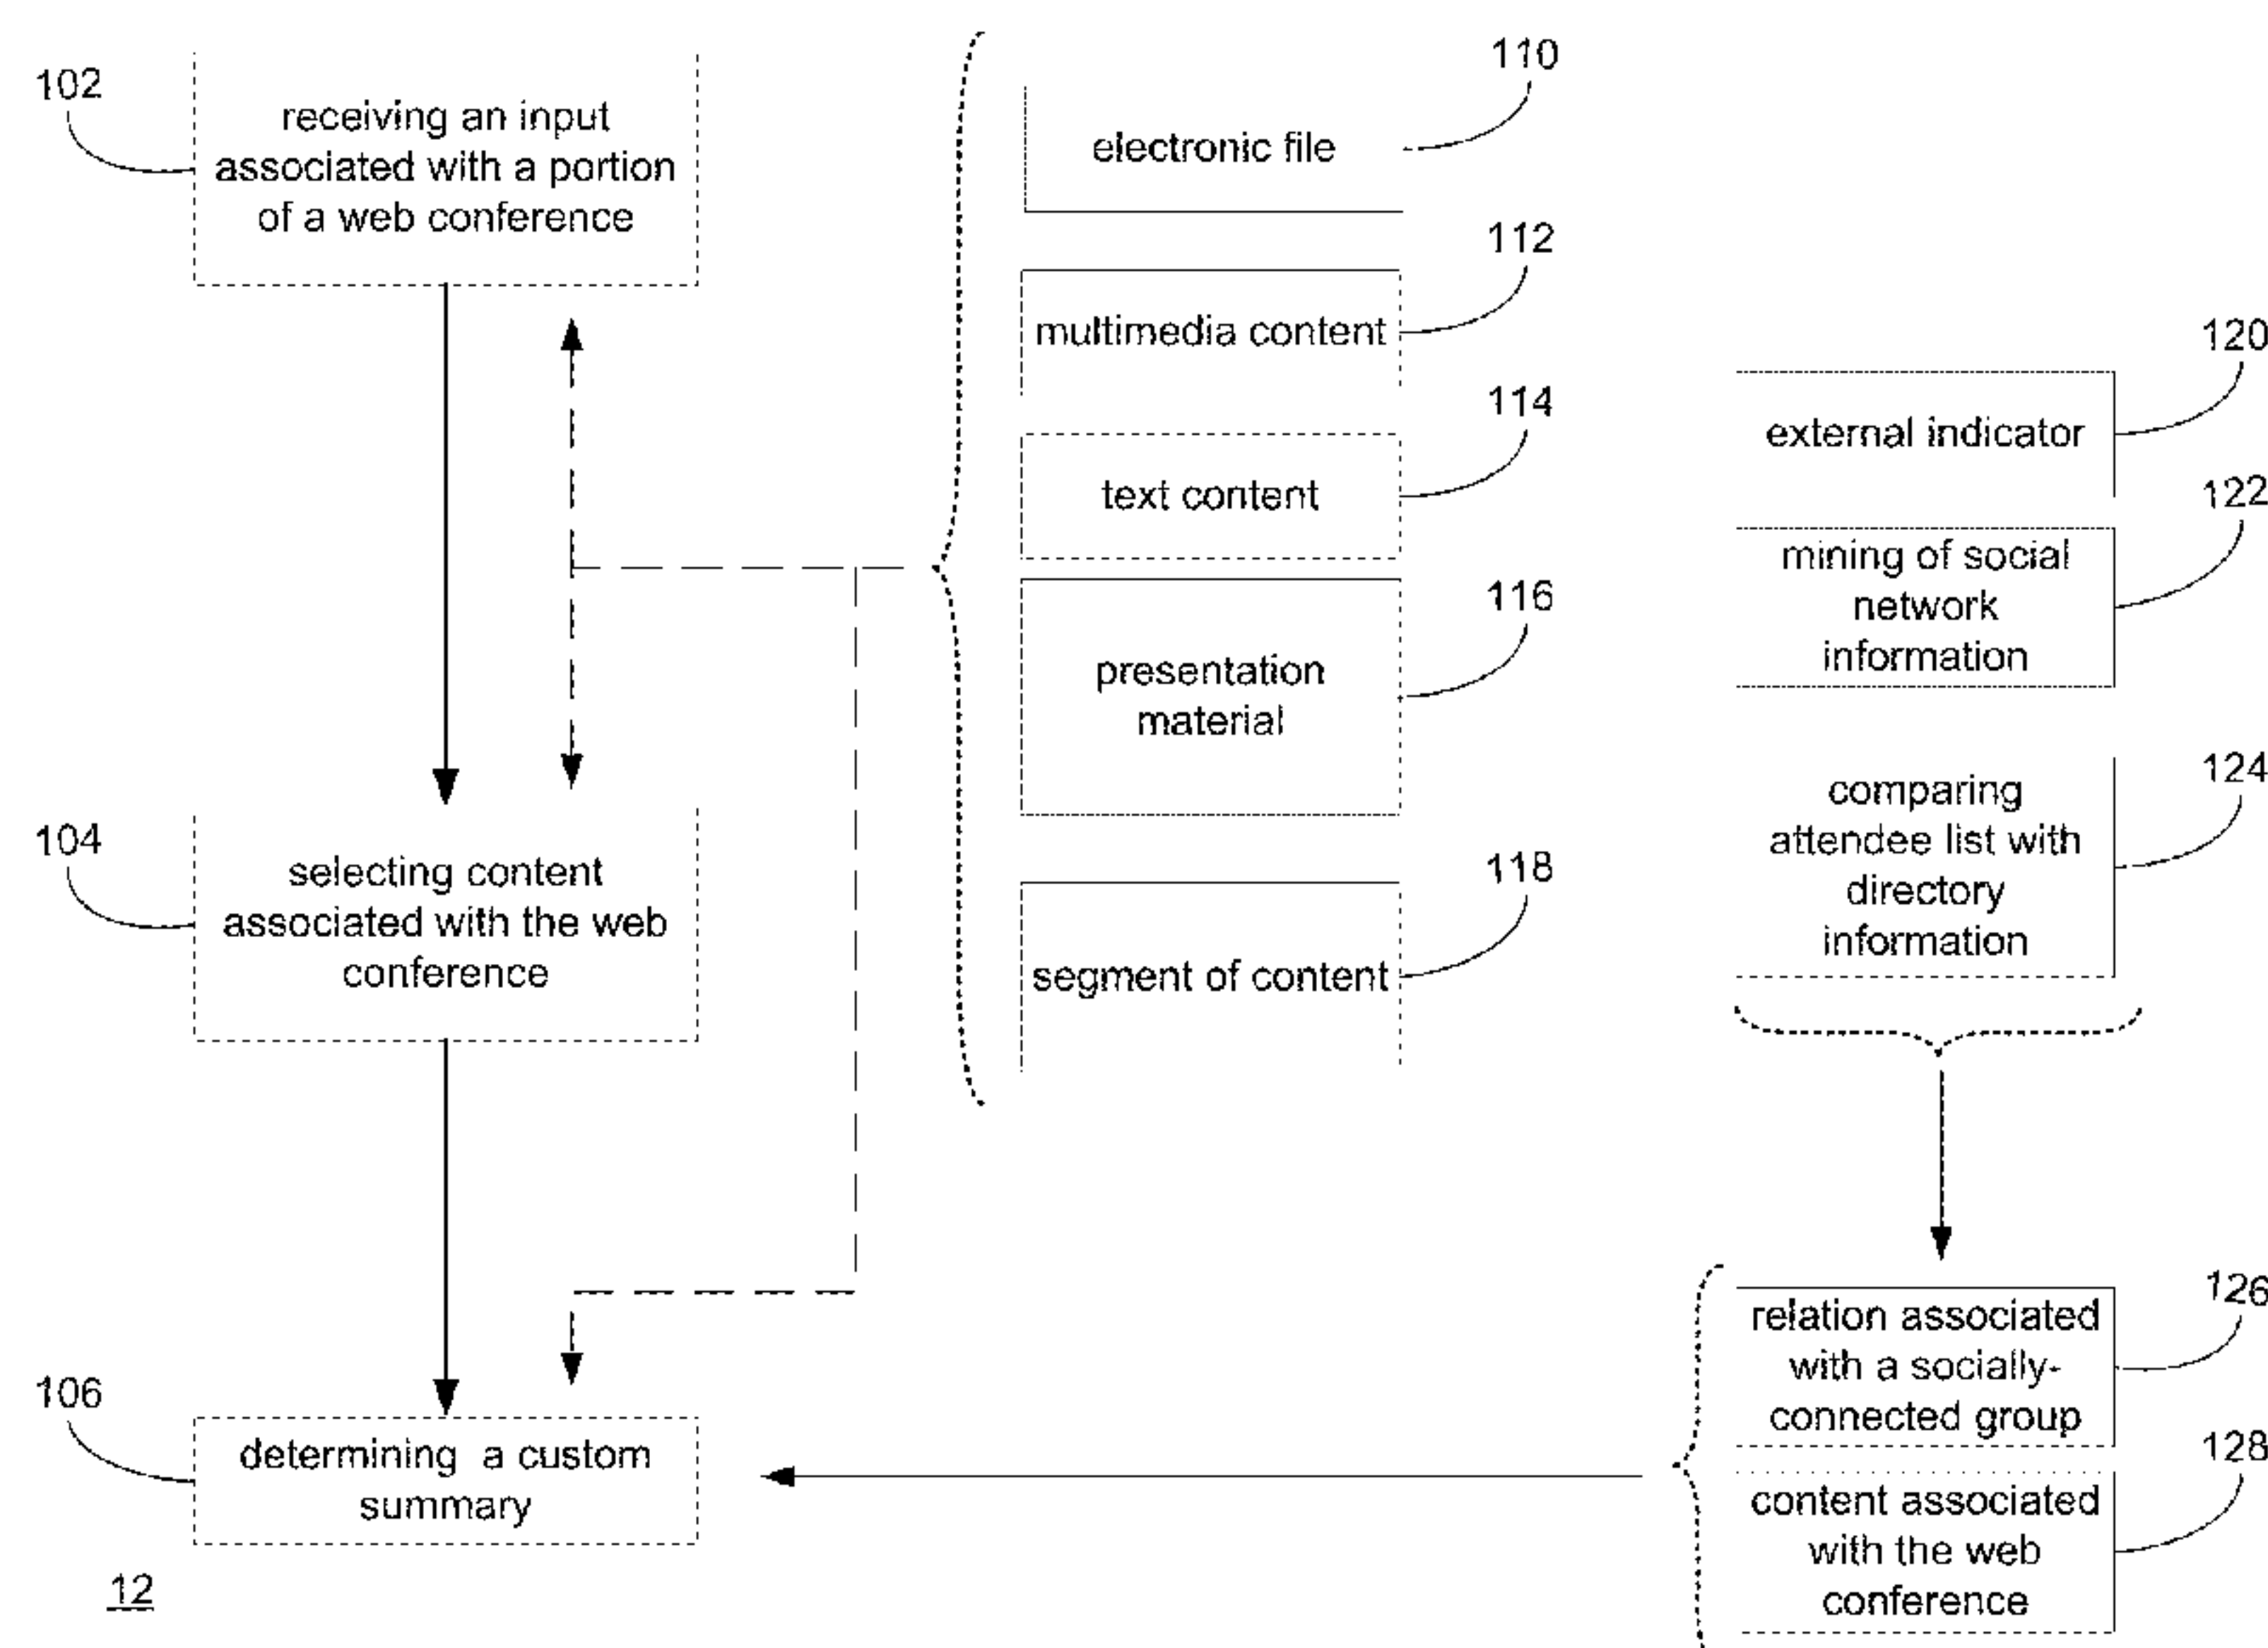 102
receiving an input
associated with a portion
of a web conference
104
selecting content
associated with the web
conference
106
determining a custom
summary
12
110
electronic file
112
multimedia content
114
text content
116
presentation
material
118
segment of content
120
external indicator
122
mining of social
network
information
124
comparing
attendee list with
directory
information
126
relation associated
with a socially-
connected group
128
content associated
with the web
conference